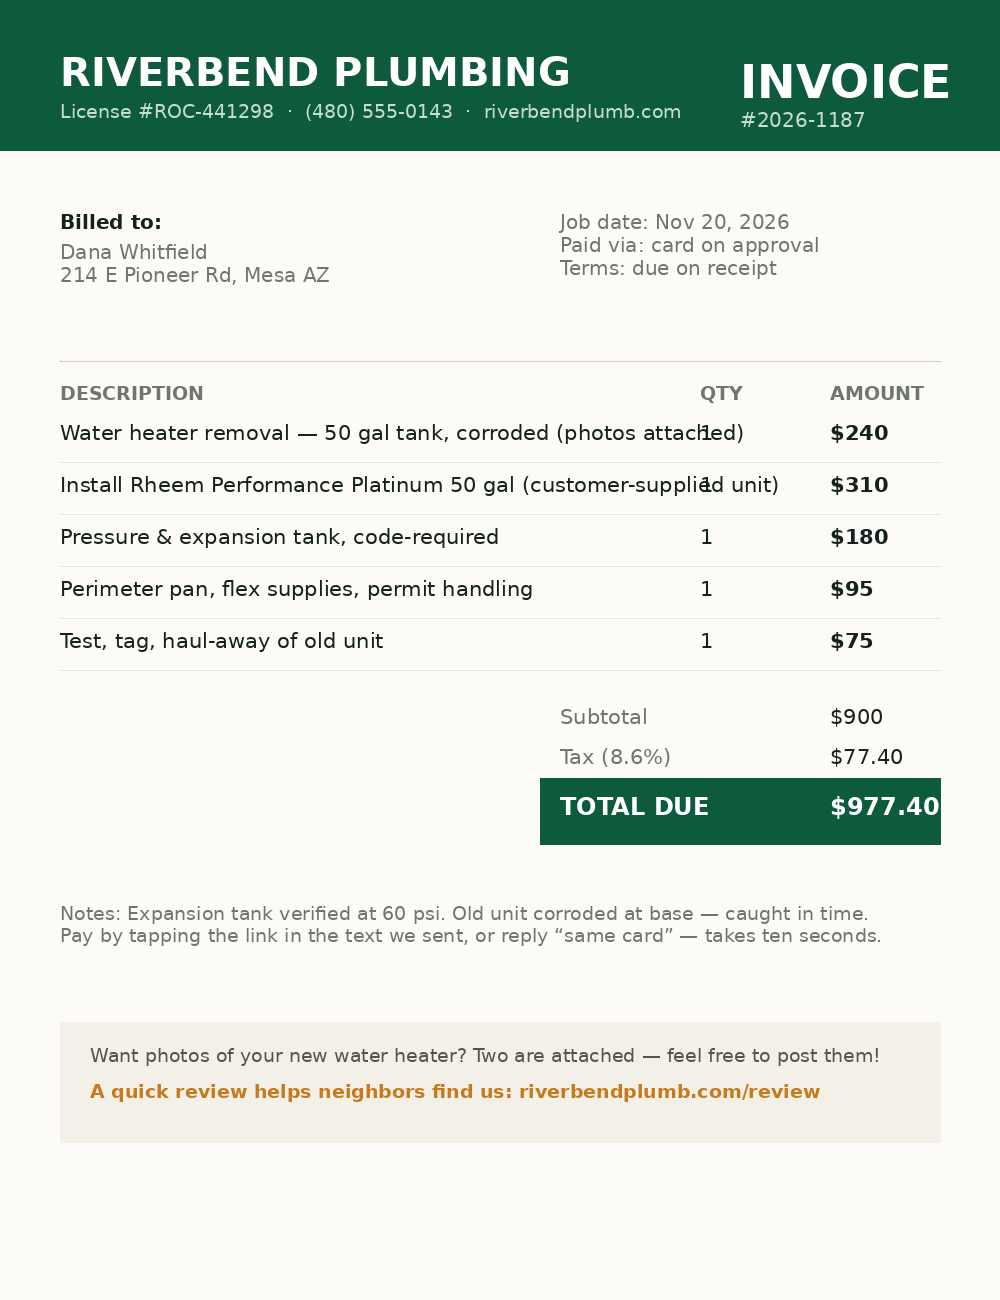 RIVERBEND PLUMBING
License #ROC-441298 · (480) 555-0143 · riverbendplumb.com
INVOICE
#2026-1187
Billed to:
Dana Whitfield
214 E Pioneer Rd, Mesa AZ
Job date: Nov 20, 2026
Paid via: card on approval
Terms: due on receipt
DESCRIPTION QTY AMOUNT
Water heater removal — 50 gal tank, corroded (photos attached) 1 $240
Install Rheem Performance Platinum 50 gal (customer-supplied unit) 1 $310
Pressure & expansion tank, code-required 1 $180
Perimeter pan, flex supplies, permit handling 1 $95
Test, tag, haul-away of old unit 1 $75
Subtotal $900
Tax (8.6%) $77.40
TOTAL DUE $977.40
Notes: Expansion tank verified at 60 psi. Old unit corroded at base — caught in time.
Pay by tapping the link in the text we sent, or reply “same card” — takes ten seconds.
Want photos of your new water heater? Two are attached — feel free to post them!
A quick review helps neighbors find us: riverbendplumb.com/review